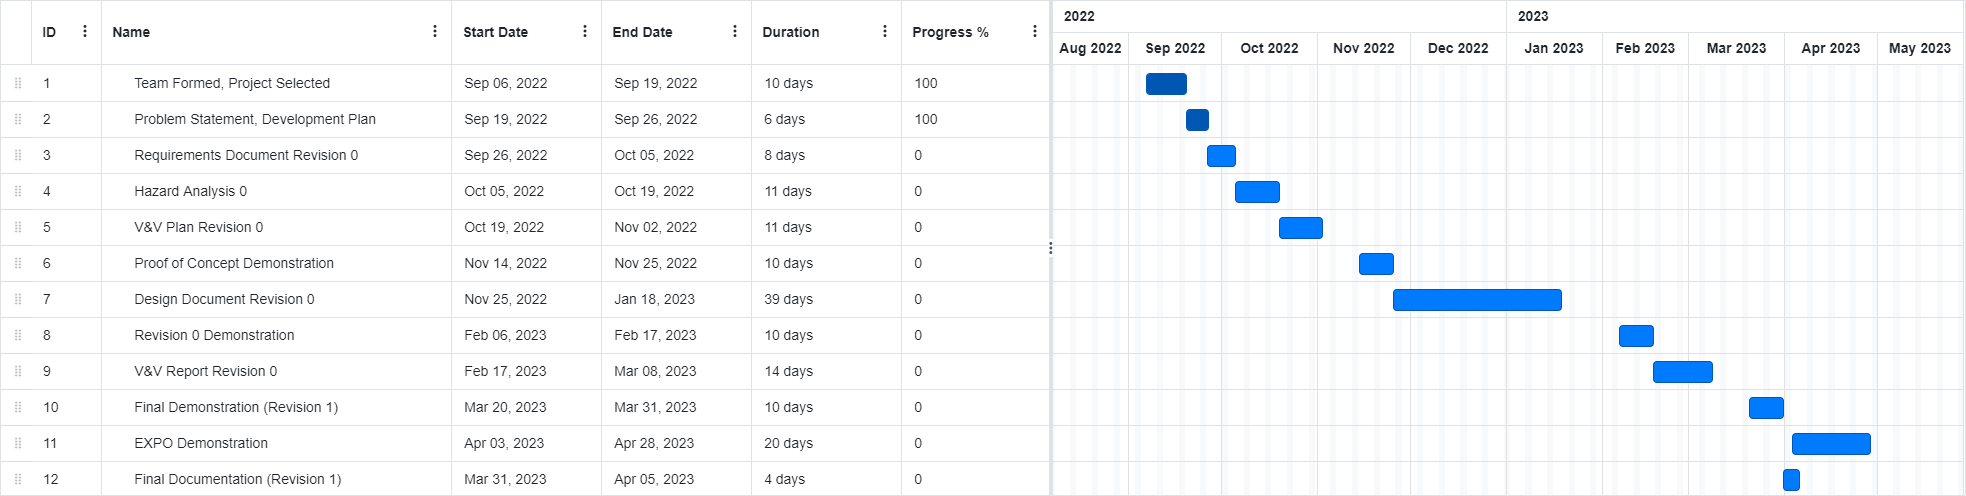 2022 2023
ID Name Start Date End Date Duration Progress % Aug 2022 Sep 2022 Oct 2022 Nov 2022 Dec 2022 Jan 2023 Feb 2023 Mar 2023 Apr 2023 May 2023
1 Team Formed, Project Selected Sep 06, 2022 Sep 19, 2022 10 days 100
2 Problem Statement, Development Plan Sep 19, 2022 Sep 26, 2022 6 days 100
3 Requirements Document Revision 0 Sep 26, 2022 Oct 05, 2022 8 days 0
4 Hazard Analysis 0 Oct 05, 2022 Oct 19, 2022 11 days 0
5 V&V Plan Revision 0 Oct 19, 2022 Nov 02, 2022 11 days 0
6 Proof of Concept Demonstration Nov 14, 2022 Nov 25, 2022 10 days 0
7 Design Document Revision 0 Nov 25, 2022 Jan 18, 2023 39 days 0
8 Revision 0 Demonstration Feb 06, 2023 Feb 17, 2023 10 days 0
9 V&V Report Revision 0 Feb 17, 2023 Mar 08, 2023 14 days 0
10 Final Demonstration (Revision 1) Mar 20, 2023 Mar 31, 2023 10 days 0
11 EXPO Demonstration Apr 03, 2023 Apr 28, 2023 20 days 0
12 Final Documentation (Revision 1) Mar 31, 2023 Apr 05, 2023 4 days 0